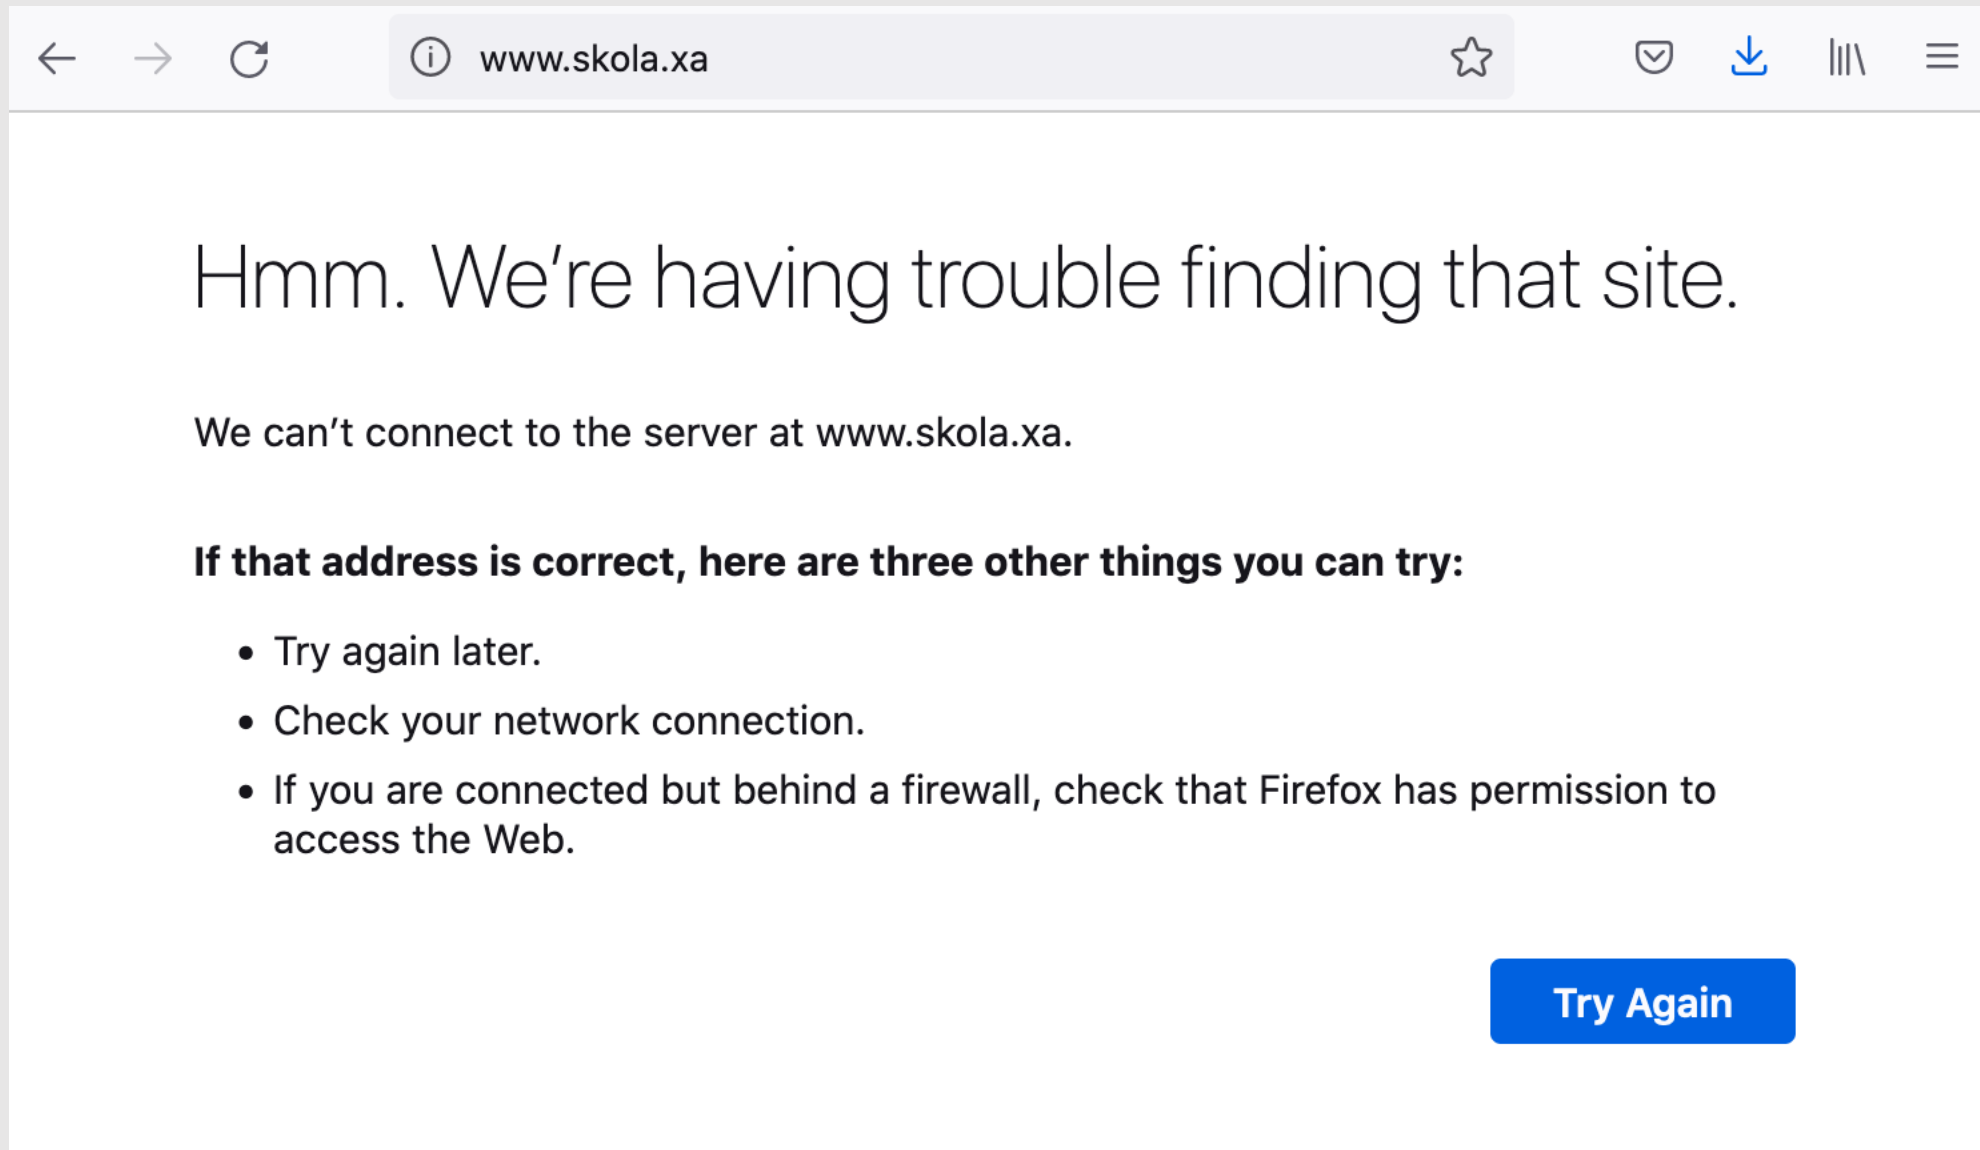 www.skola.xa
Hmm. We’re having trouble finding that site.
We can’t connect to the server at www.skola.xa.
If that address is correct, here are three other things you can try:
• Try again later.
• Check your network connection.
• If you are connected but behind a firewall, check that Firefox has permission to
access the Web.
Try Again